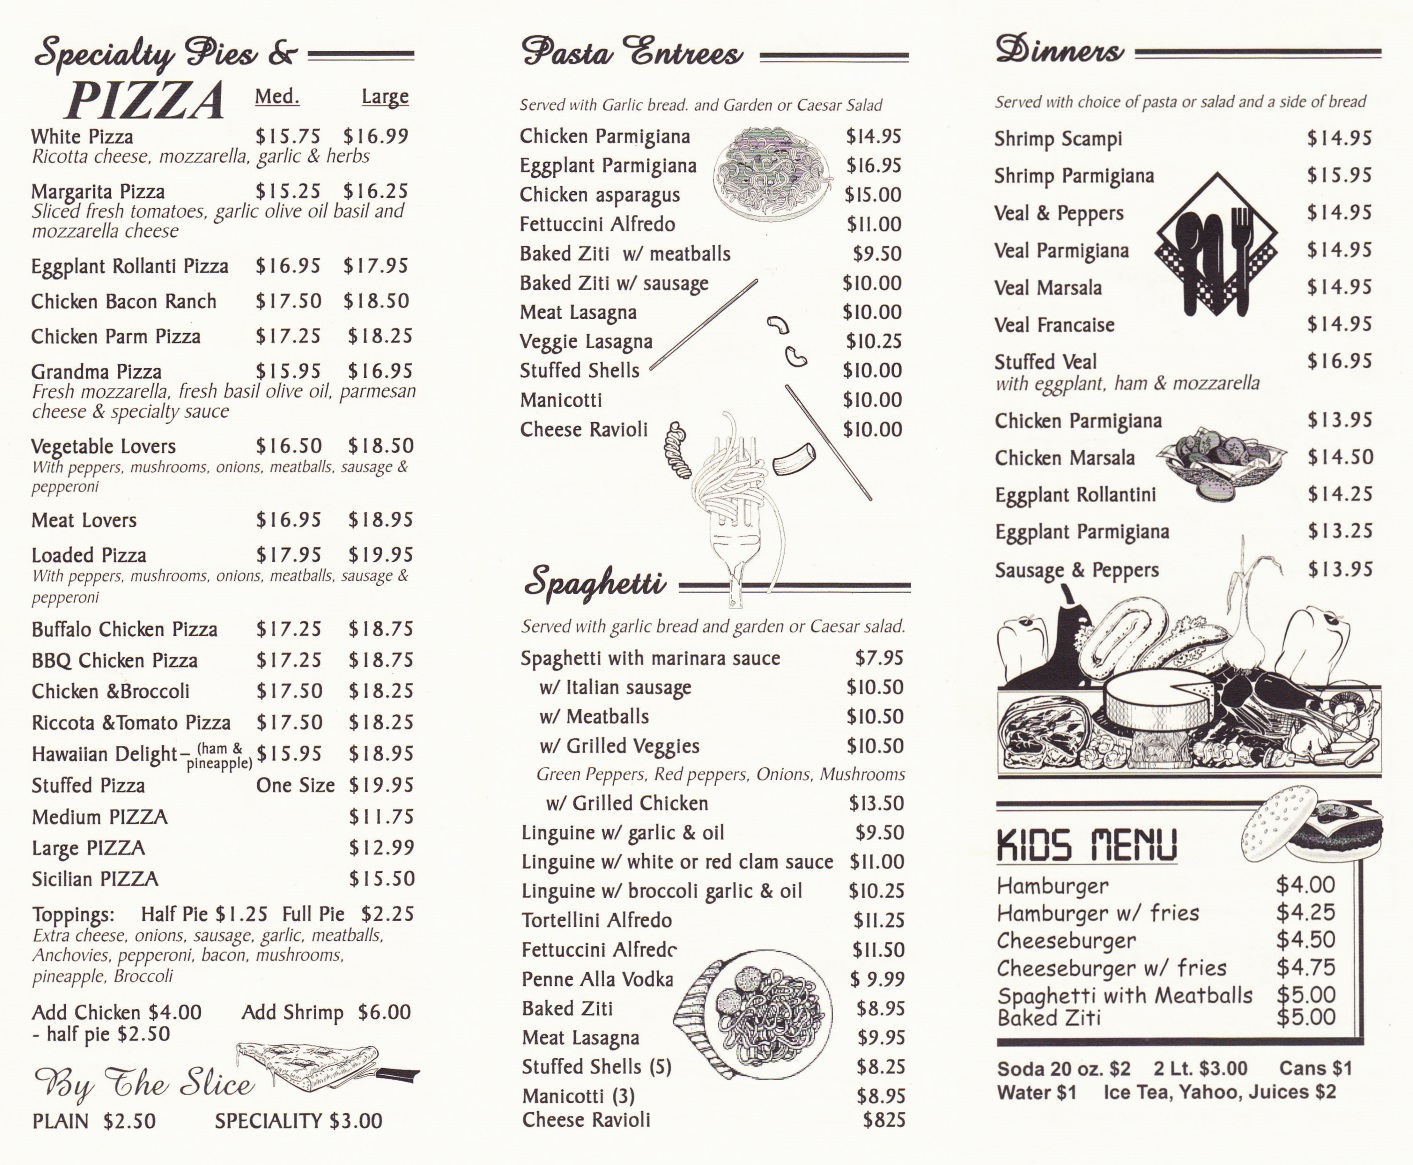 Specialty Pies &
PIZZA Med. Large
White Pizza $15.75 $16.99
Ricotta cheese, mozzarella, garlic & herbs
Margarita Pizza $15.25 $16.25
Sliced fresh tomatoes, garlic olive oil basil and
mozzarella cheese
Eggplant Rollanti Pizza $16.95 $17.95
Chicken Bacon Ranch $17.50 $18.50
Chicken Parm Pizza $17.25 $18.25
Grandma Pizza $15.95 $16.95
Fresh mozzarella, fresh basil olive oil, parmesan
cheese & specialty sauce
Vegetable Lovers $16.50 $18.50
With peppers, mushrooms, onions, meatballs, sausage &
pepperoni
Meat Lovers $16.95 $18.95
Loaded Pizza $17.95 $19.95
With peppers, mushrooms, onions, meatballs, sausage &
pepperoni
Buffalo Chicken Pizza $17.25 $18.75
BBQ Chicken Pizza $17.25 $18.75
Chicken &Broccoli $17.50 $18.25
Riccota &Tomato Pizza $17.50 $18.25
Hawaiian Delight– (ham & pineapple) $15.95 $18.95
Stuffed Pizza One Size $19.95
Medium PIZZA $11.75
Large PIZZA $12.99
Sicilian PIZZA $15.50
Toppings: Half Pie $1.25 Full Pie $2.25
Extra cheese, onions, sausage, garlic, meatballs,
Anchovies, pepperoni, bacon, mushrooms,
pineapple, Broccoli
Add Chicken $4.00 Add Shrimp $6.00
- half pie $2.50
By The Slice
PLAIN $2.50 SPECIALITY $3.00
Pasta Entrees
Served with Garlic bread. and Garden or Caesar Salad
Chicken Parmigiana $14.95
Eggplant Parmigiana $16.95
Chicken asparagus $15.00
Fettuccini Alfredo $11.00
Baked Ziti w/ meatballs $9.50
Baked Ziti w/ sausage $10.00
Meat Lasagna $10.00
Veggie Lasagna $10.25
Stuffed Shells $10.00
Manicotti $10.00
Cheese Ravioli $10.00
Spaghetti
Served with garlic bread and garden or Caesar salad.
Spaghetti with marinara sauce $7.95
w/ Italian sausage $10.50
w/ Meatballs $10.50
w/ Grilled Veggies $10.50
Green Peppers, Red peppers, Onions, Mushrooms
w/ Grilled Chicken $13.50
Linguine w/ garlic & oil $9.50
Linguine w/ white or red clam sauce $11.00
Linguine w/ broccoli garlic & oil $10.25
Tortellini Alfredo $11.25
Fettuccini Alfredo $11.50
Penne Alla Vodka $ 9.99
Baked Ziti $8.95
Meat Lasagna $9.95
Stuffed Shells (5) $8.25
Manicotti (3) $8.95
Cheese Ravioli $825
Dinners
Served with choice of pasta or salad and a side of bread
Shrimp Scampi $14.95
Shrimp Parmigiana $15.95
Veal & Peppers $14.95
Veal Parmigiana $14.95
Veal Marsala $14.95
Veal Francaise $14.95
Stuffed Veal $16.95
with eggplant, ham & mozzarella
Chicken Parmigiana $13.95
Chicken Marsala $14.50
Eggplant Rollantini $14.25
Eggplant Parmigiana $13.25
Sausage & Peppers $13.95
KIDS MENU
Hamburger $4.00
Hamburger w/ fries $4.25
Cheeseburger $4.50
Cheeseburger w/ fries $4.75
Spaghetti with Meatballs $5.00
Baked Ziti $5.00
Soda 20 oz. $2 2 Lt. $3.00 Cans $1
Water $1 Ice Tea, Yahoo, Juices $2